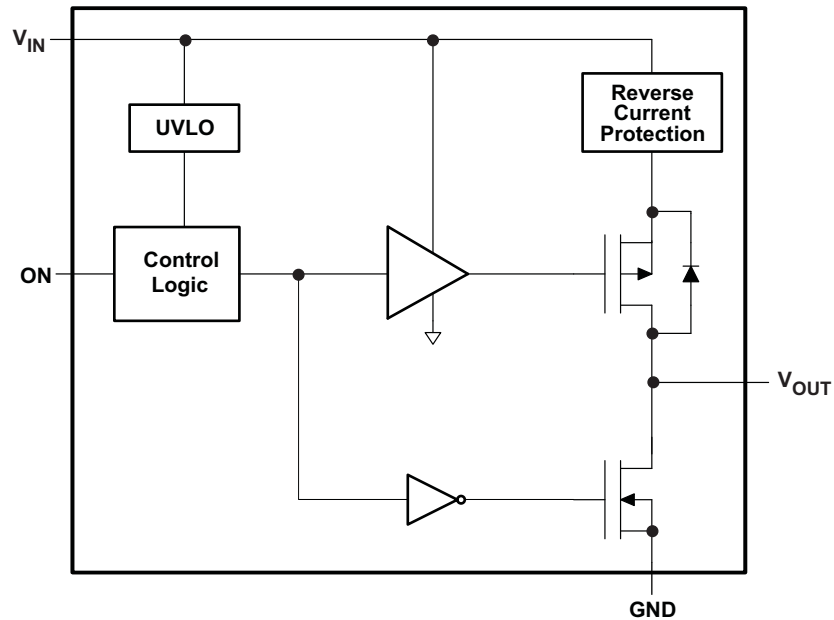 VIN
UVLO
Reverse
Current
Protection
ON
Control
Logic
VOUT
GND